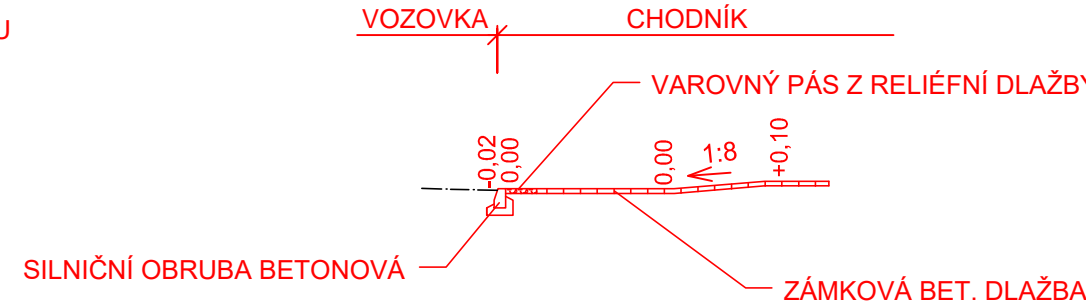 U
VOZOVKA CHODNÍK
VAROVNÝ PÁS Z RELIÉFNÍ DLAŽBY
-0,02
0,00
0,00
1:8
+0,10
SILNIČNÍ OBRUBA BETONOVÁ
ZÁMKOVÁ BET. DLAŽBA